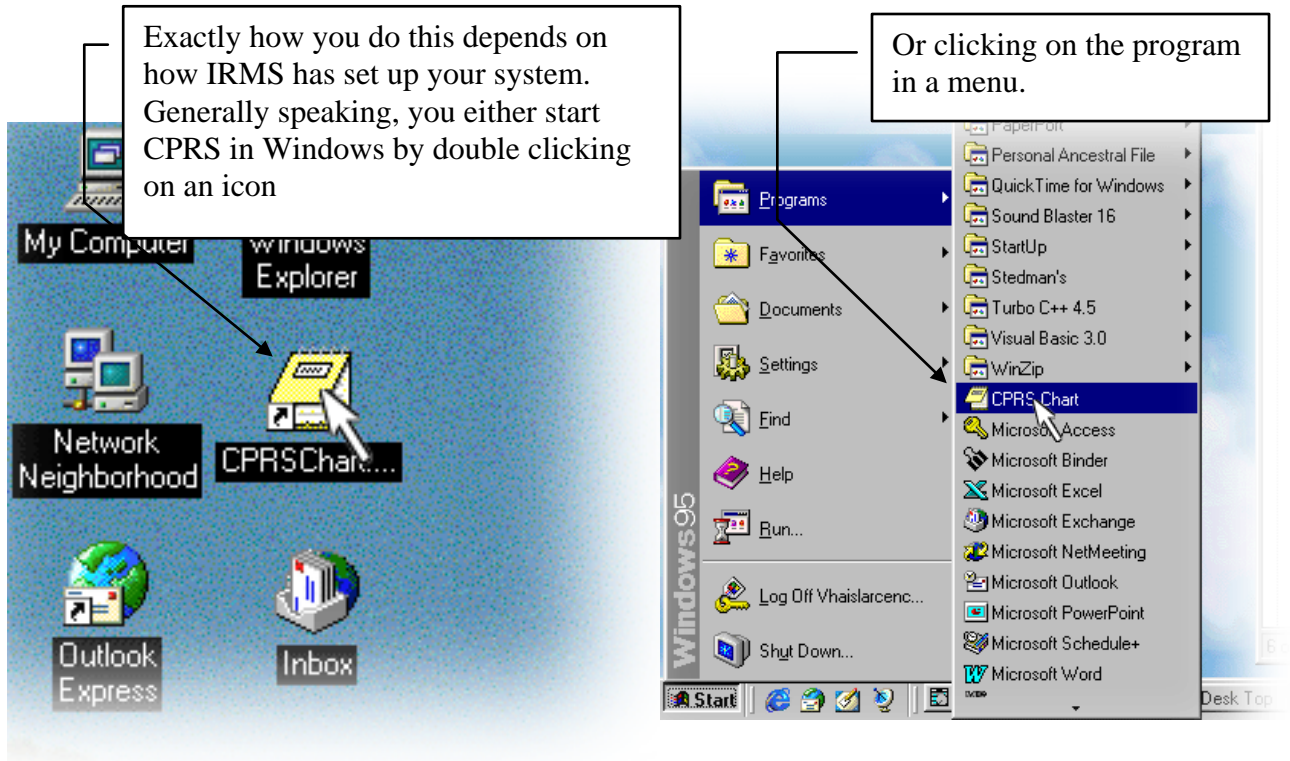 Exactly how you do this depends on
how IRMS has set up your system.
Generally speaking, you either start
CPRS in Windows by double clicking
on an icon
Or clicking on the program
in a menu.
My Computer
Windows
Explorer
Network
Neighborhood
CPRSChart....
Outlook
Express
Inbox
Programs
Favorites
Documents
Settings
Find
Help
Run...
Log Off Vhaislarcenc...
Shut Down...
Windows95
Start
PaperPort
Personal Ancestral File
QuickTime for Windows
Sound Blaster 16
StartUp
Stedman's
Turbo C++ 4.5
Visual Basic 3.0
WinZip
CPRS Chart
Microsoft Access
Microsoft Binder
Microsoft Excel
Microsoft Exchange
Microsoft NetMeeting
Microsoft Outlook
Microsoft PowerPoint
Microsoft Schedule+
Microsoft Word
Desk Top